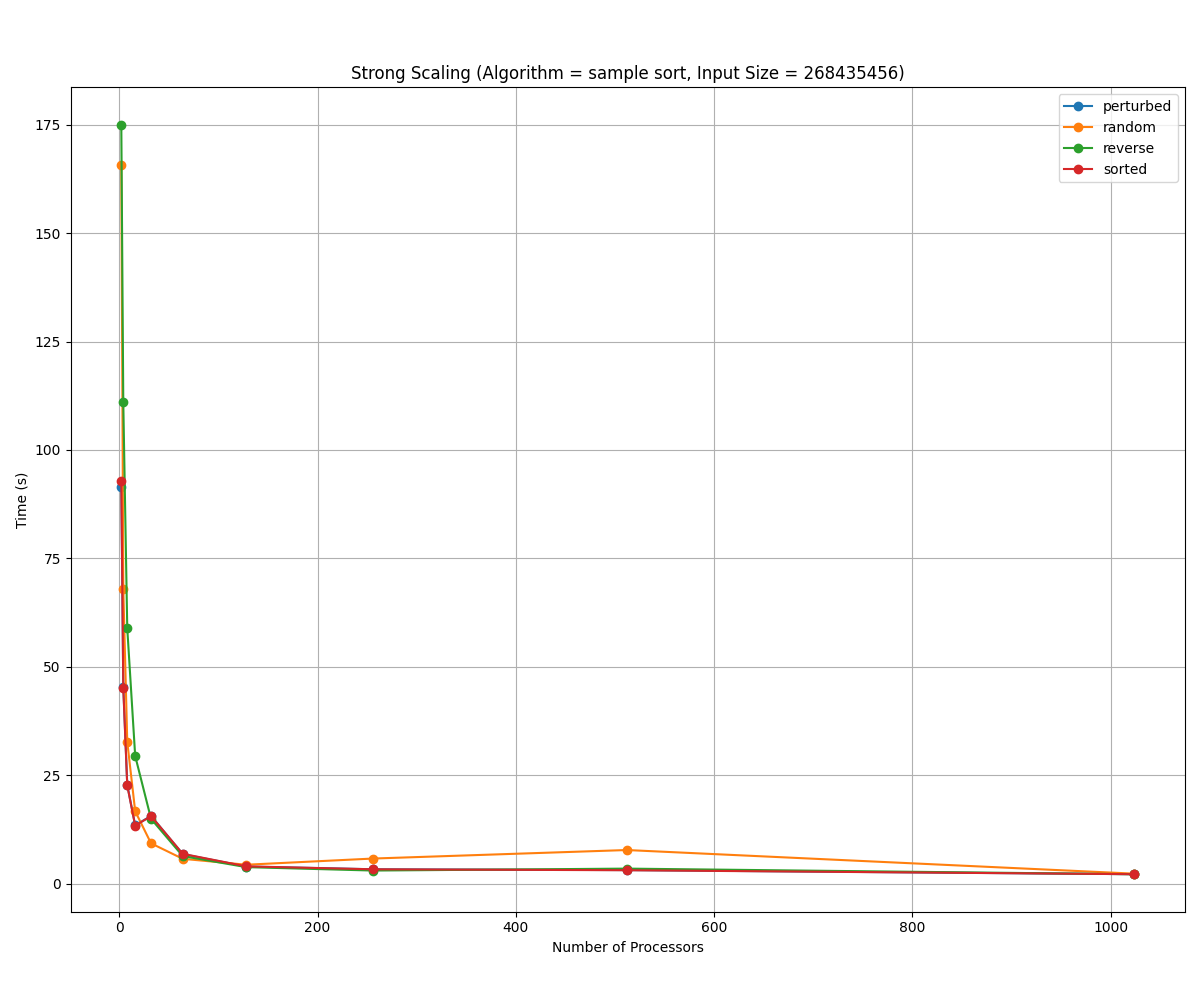 Strong Scaling (Algorithm = sample sort, Input Size = 268435456)
perturbed
random
reverse
sorted
175
150
125
100
75
50
25
0
Time (s)
0 200 400 600 800 1000
Number of Processors